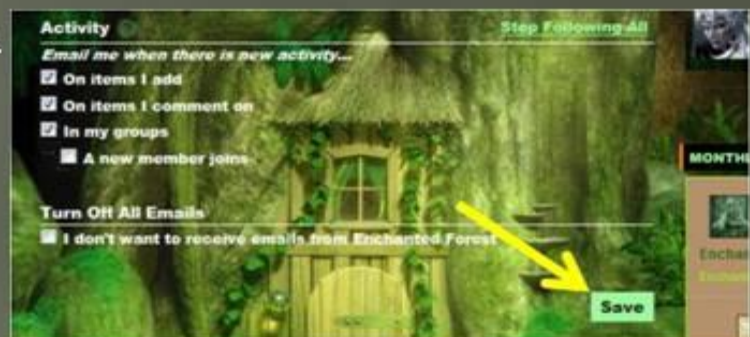 Activity
Stop Following All
Email me when there is new activity...
On items I add
On items I comment on
In my groups
A new member joins
MONTH
Turn Off All Emails
I don't want to receive emails from Enchanted Forest
Enchan
Save